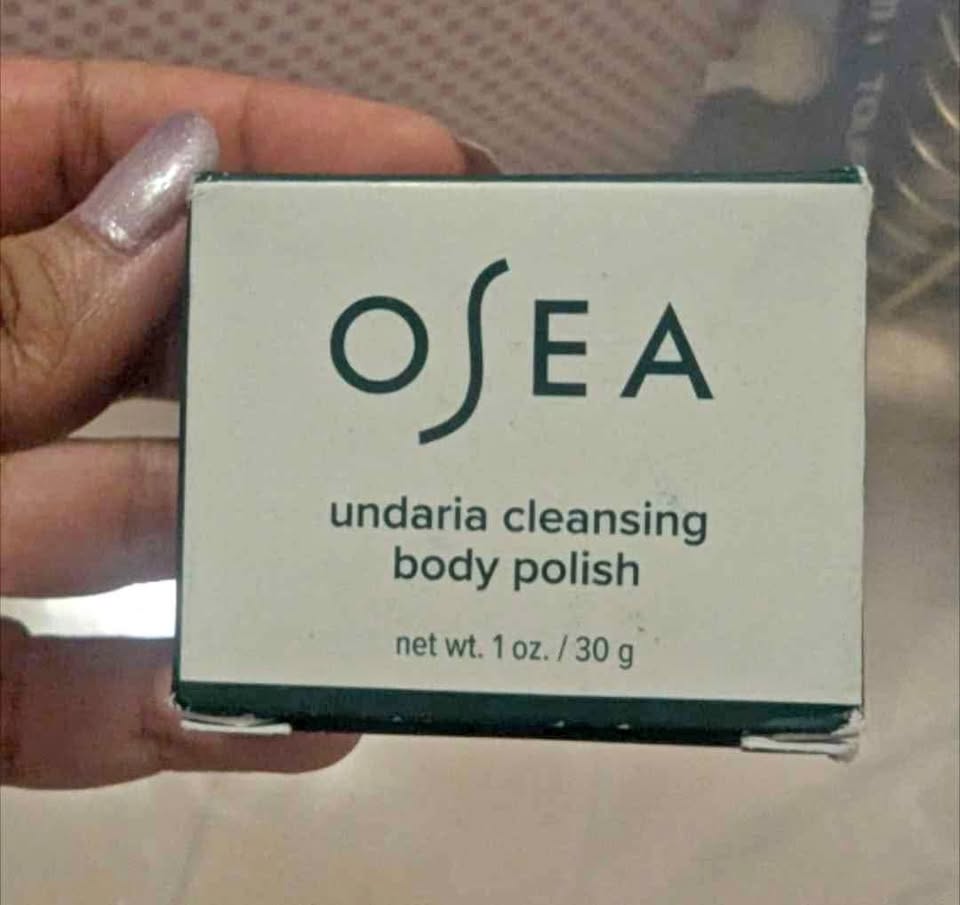 OSEA
undaria cleansing
body polish
net wt. 1 oz. / 30 g